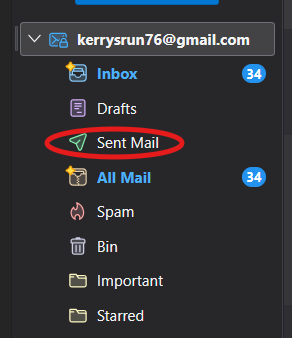 kerrysrun76@gmail.com
Inbox 34
Drafts
Sent Mail
All Mail 34
Spam
Bin
Important
Starred